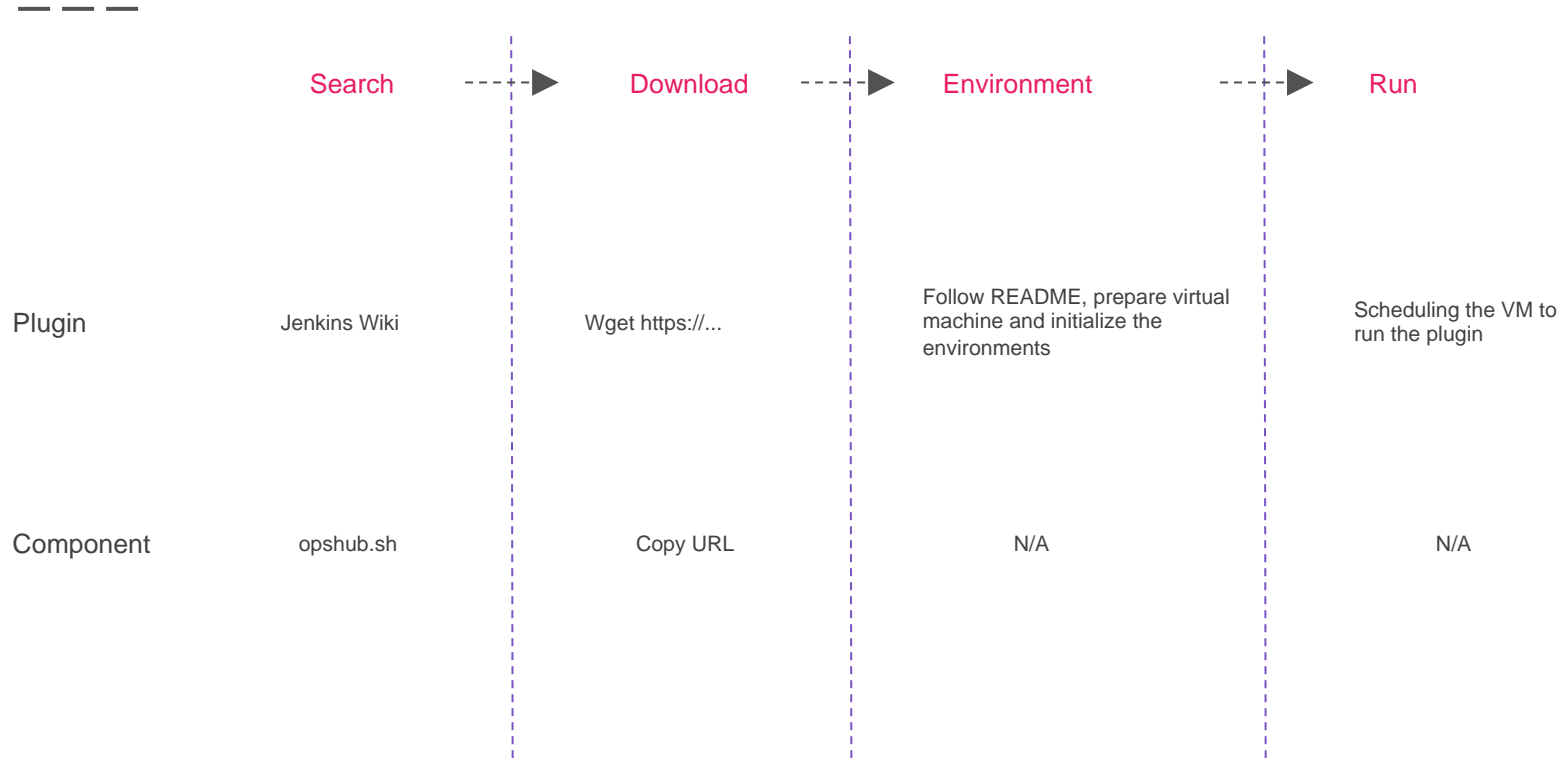 Search
Download
Environment
Run
Plugin
Jenkins Wiki
Wget https://...
Follow README, prepare virtual
machine and initialize the
environments
Scheduling the VM to
run the plugin
Component
opshub.sh
Copy URL
N/A
N/A